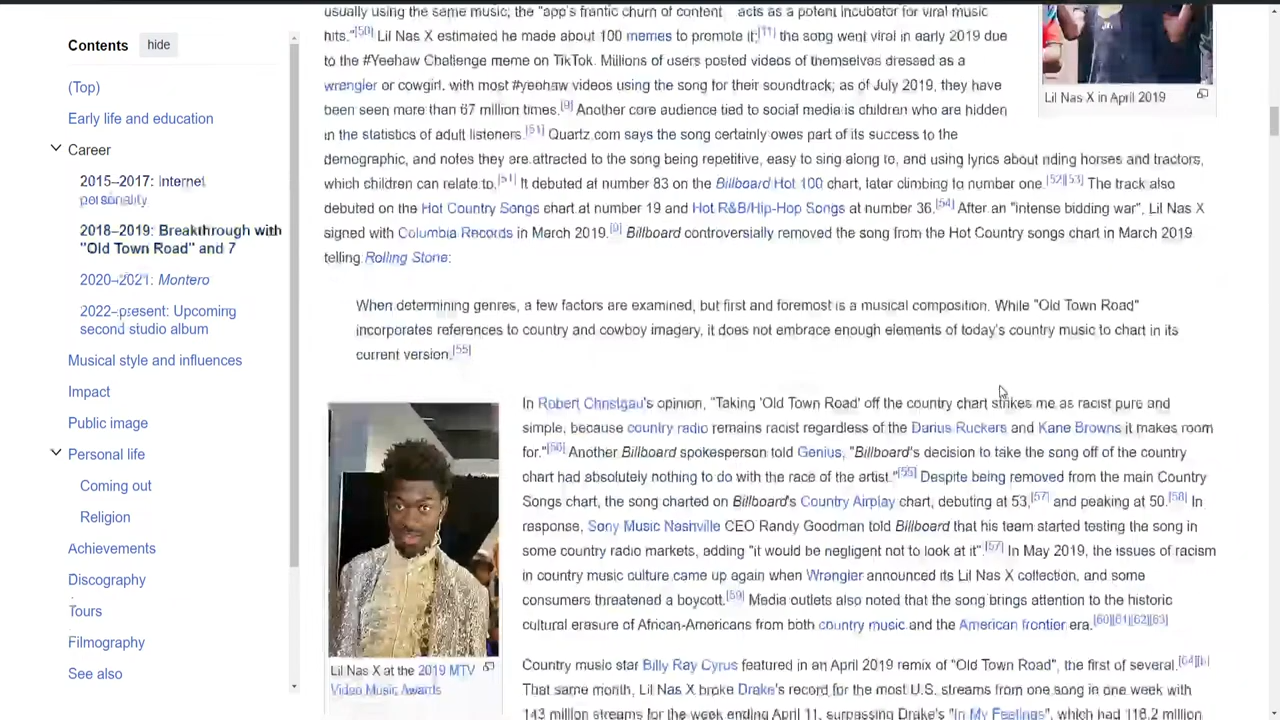 Contents hide
(Top)
Early life and education
Career
2015–2017: Internet
personality
2018–2019: Breakthrough with
"Old Town Road" and 7
2020–2021: Montero
2022–present: Upcoming
second studio album
Musical style and influences
Impact
Public image
Personal life
Coming out
Religion
Achievements
Discography
Tours
Filmography
See also
usually using the same music; the "app's frantic churn of content acts as a potent incubator for viral music
hits."[50] Lil Nas X estimated he made about 100 memes to promote it;[11] the song went viral in early 2019 due
to the #Yeehaw Challenge meme on TikTok. Millions of users posted videos of themselves dressed as a
wrangler or cowgirl, with most #yeehaw videos using the song for their soundtrack; as of July 2019, they have
been seen more than 67 million times.[9] Another core audience tied to social media is children who are hidden
in the statistics of adult listeners.[51] Quartz.com says the song certainly owes part of its success to the
demographic, and notes they are attracted to the song being repetitive, easy to sing along to, and using lyrics about riding horses and tractors,
which children can relate to.[51] It debuted at number 83 on the Billboard Hot 100 chart, later climbing to number one.[52][53] The track also
debuted on the Hot Country Songs chart at number 19 and Hot R&B/Hip-Hop Songs at number 36.[54] After an "intense bidding war", Lil Nas X
signed with Columbia Records in March 2019.[9] Billboard controversially removed the song from the Hot Country songs chart in March 2019
telling Rolling Stone:
When determining genres, a few factors are examined, but first and foremost is a musical composition. While "Old Town Road"
incorporates references to country and cowboy imagery, it does not embrace enough elements of today's country music to chart in its
current version.[55]
In Robert Christgau's opinion, "Taking 'Old Town Road' off the country chart strikes me as racist pure and
simple, because country radio remains racist regardless of the Darius Ruckers and Kane Browns it makes room
for."[56] Another Billboard spokesperson told Genius, "Billboard's decision to take the song off of the country
chart had absolutely nothing to do with the race of the artist."[55] Despite being removed from the main Country
Songs chart, the song charted on Billboard's Country Airplay chart, debuting at 53,[57] and peaking at 50.[58] In
response, Sony Music Nashville CEO Randy Goodman told Billboard that his team started testing the song in
some country radio markets, adding "it would be negligent not to look at it".[57] In May 2019, the issues of racism
in country music culture came up again when Wrangler announced its Lil Nas X collection, and some
consumers threatened a boycott.[59] Media outlets also noted that the song brings attention to the historic
cultural erasure of African-Americans from both country music and the American frontier era.[60][61][62][63]
Country music star Billy Ray Cyrus featured in an April 2019 remix of "Old Town Road", the first of several.[64]
That same month, Lil Nas X broke Drake's record for the most U.S. streams from one song in one week with
143 million streams for the week ending April 11, surpassing Drake's "In My Feelings", which had 116.2 million
Lil Nas X in April 2019
Lil Nas X at the 2019 MTV
Video Music Awards